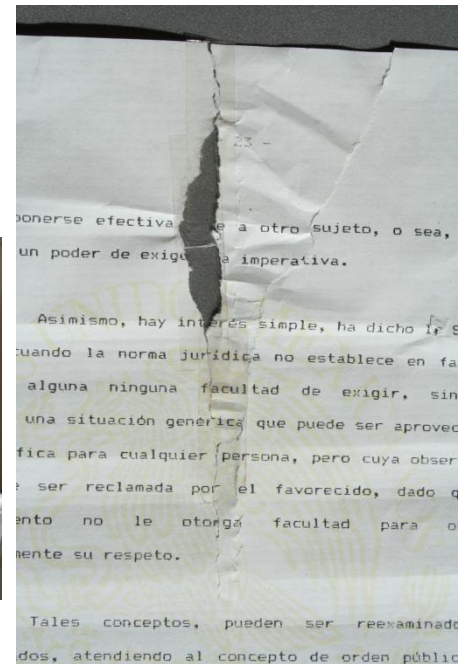 23 -
ponerse efectiva e a otro sujeto, o sea,
un poder de exige a imperativa.
Asimismo, hay interés simple, ha dicho S
cuando la norma jurídica no establece en fa
alguna ninguna facultad de exigir, sin
una situación genérica que puede ser aprovec
fica para cualquier persona, pero cuya obser
e ser reclamada por el favorecido, dado q
ento no le otorga facultad para o
mente su respeto.
Tales conceptos, pueden ser reexaminado
dos, atendiendo al concepto de orden públic